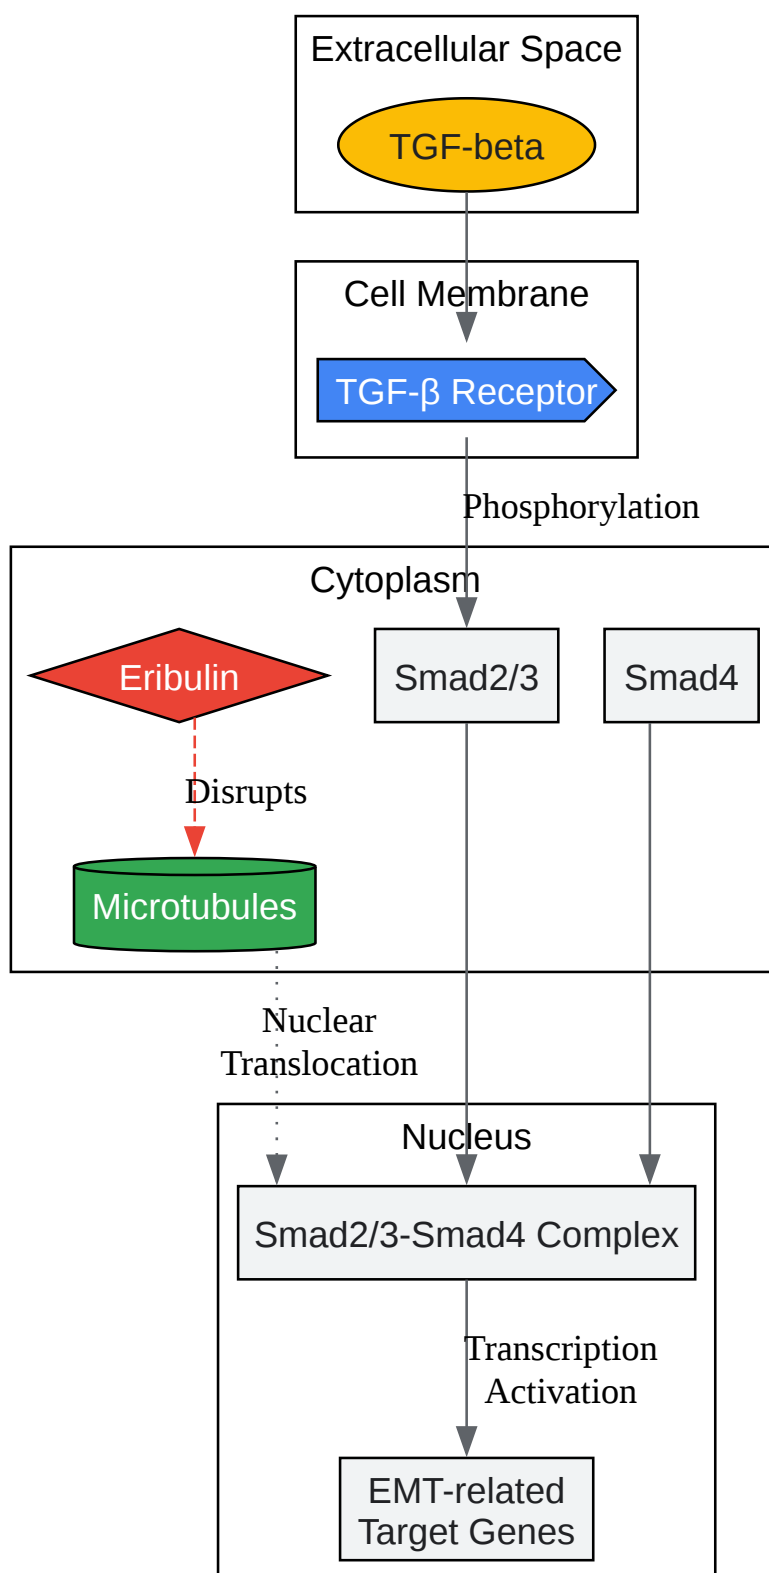 Extracellular Space
TGF-beta
Cell Membrane
TGF-β Receptor
Phosphorylation
Cytoplasm
Eribulin
Smad2/3
Smad4
Disrupts
Microtubules
Nuclear
Translocation
Nucleus
Smad2/3-Smad4 Complex
Transcription
Activation
EMT-related
Target Genes